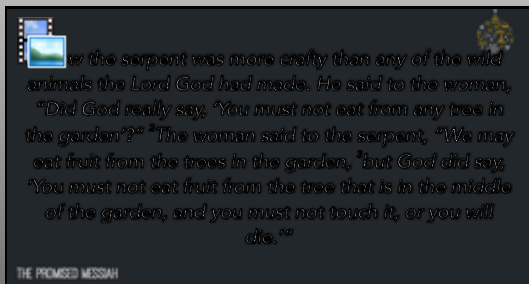 w the serpent was more crafty than any of the wild
animals the Lord God had made. He said to the woman,
“Did God really say, ‘You must not eat from any tree in
the garden’?” ²The woman said to the serpent, “We may
eat fruit from the trees in the garden, ³but God did say,
‘You must not eat fruit from the tree that is in the middle
of the garden, and you must not touch it, or you will
die.’”
THE PROMISED MESSIAH